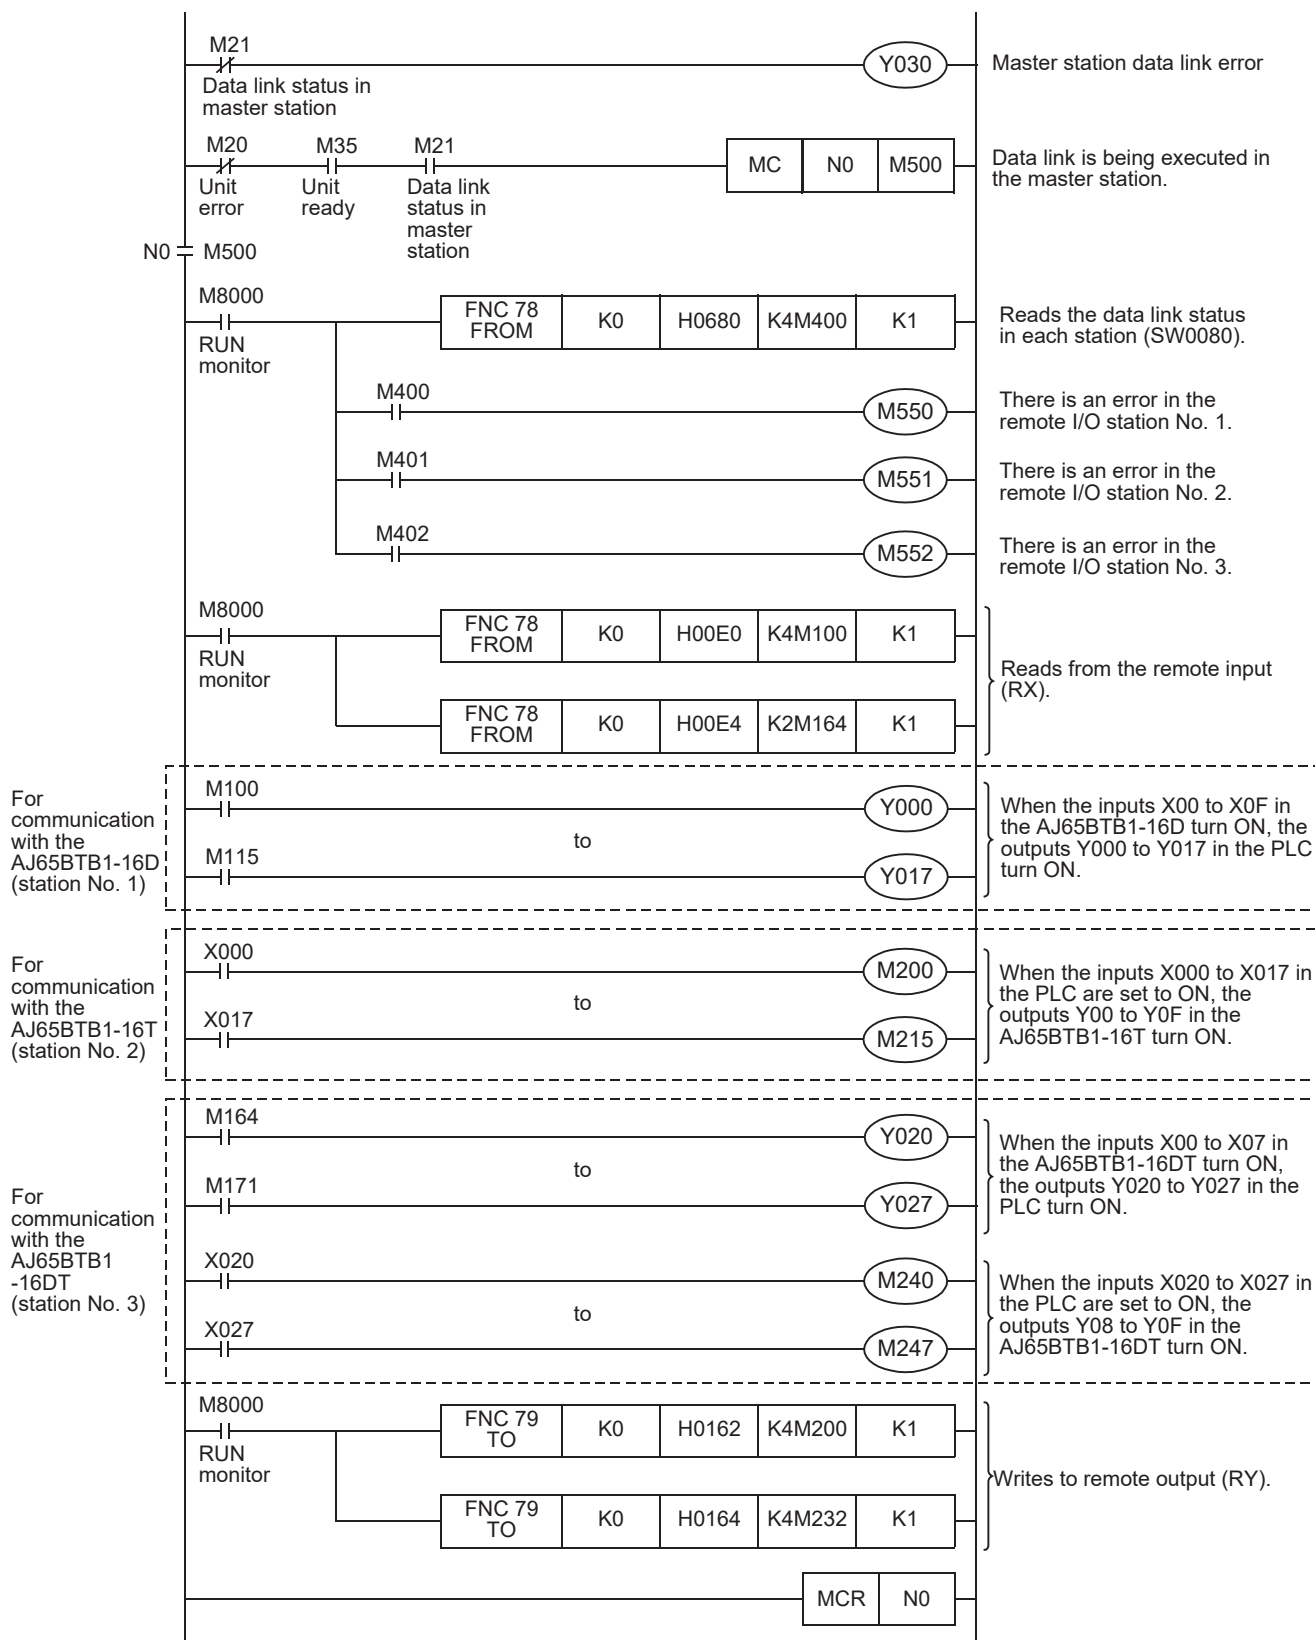 M21
Y030
Master station data link error
Data link status in
master station
M20
M35
M21
MC
N0
M500
Data link is being executed in
the master station.
Unit
error
Unit
ready
Data link
status in
master
station
N0
M500
M8000
RUN
monitor
FNC 78
FROM
K0
H0680
K4M400
K1
Reads the data link status
in each station (SW0080).
M400
M550
There is an error in the
remote I/O station No. 1.
M401
M551
There is an error in the
remote I/O station No. 2.
M402
M552
There is an error in the
remote I/O station No. 3.
M8000
RUN
monitor
FNC 78
FROM
K0
H00E0
K4M100
K1
FNC 78
FROM
K0
H00E4
K2M164
K1
Reads from the remote input
(RX).
For
communication
with the
AJ65BTB1-16D
(station No. 1)
M100
Y000
to
M115
Y017
When the inputs X00 to X0F in
the AJ65BTB1-16D turn ON, the
outputs Y000 to Y017 in the PLC
turn ON.
For
communication
with the
AJ65BTB1-16T
(station No. 2)
X000
M200
to
X017
M215
When the inputs X000 to X017 in
the PLC are set to ON, the
outputs Y00 to Y0F in the
AJ65BTB1-16T turn ON.
For
communication
with the
AJ65BTB1
-16DT
(station No. 3)
M164
Y020
to
M171
Y027
When the inputs X00 to X07 in
the AJ65BTB1-16DT turn ON,
the outputs Y020 to Y027 in the
PLC turn ON.
X020
M240
to
X027
M247
When the inputs X020 to X027 in
the PLC are set to ON, the
outputs Y08 to Y0F in the
AJ65BTB1-16DT turn ON.
M8000
RUN
monitor
FNC 79
TO
K0
H0162
K4M200
K1
FNC 79
TO
K0
H0164
K4M232
K1
Writes to remote output (RY).
MCR
N0